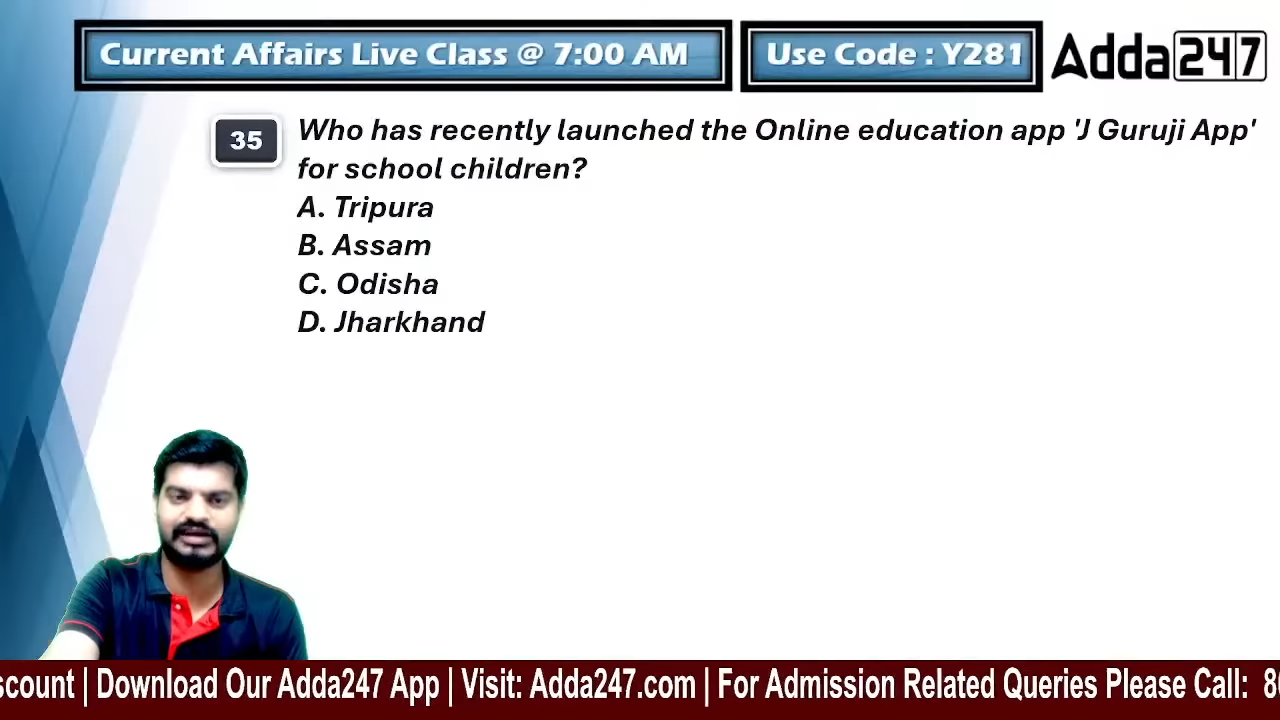 Current Affairs Live Class @ 7:00 AM
Use Code : Y281
Adda247
35
Who has recently launched the Online education app 'J Guruji App'
for school children?
A. Tripura
B. Assam
C. Odisha
D. Jharkhand
scount | Download Our Adda247 App | Visit: Adda247.com | For Admission Related Queries Please Call: